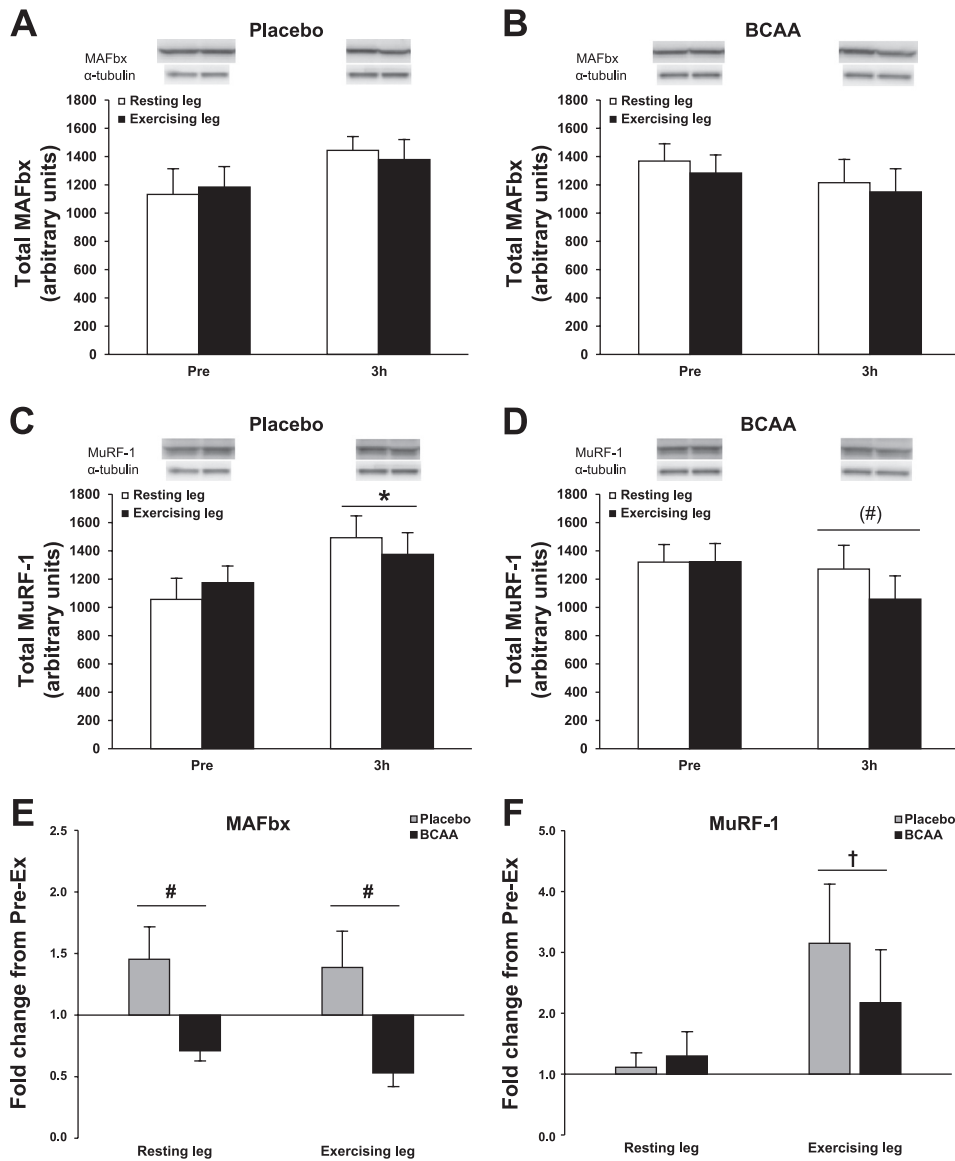 A
Placebo
MAFbx
α-tubulin
Resting leg
Exercising leg
Total MAFbx
(arbitrary units)
1800
1600
1400
1200
1000
800
600
400
200
0
Pre
3h
B
BCAA
MAFbx
α-tubulin
Resting leg
Exercising leg
Total MAFbx
(arbitrary units)
1800
1600
1400
1200
1000
800
600
400
200
0
Pre
3h
C
Placebo
MuRF-1
α-tubulin
Resting leg
Exercising leg
*
Total MuRF-1
(arbitrary units)
1800
1600
1400
1200
1000
800
600
400
200
0
Pre
3h
D
BCAA
MuRF-1
α-tubulin
Resting leg
Exercising leg
(#)
Total MuRF-1
(arbitrary units)
1800
1600
1400
1200
1000
800
600
400
200
0
Pre
3h
E
MAFbx
Placebo
BCAA
Fold change from Pre-Ex
2.5
2.0
1.5
1.0
0.5
0.0
#
#
Resting leg
Exercising leg
F
MuRF-1
Placebo
BCAA
Fold change from Pre-Ex
5.0
4.0
3.0
2.0
1.0
0.0
†
Resting leg
Exercising leg